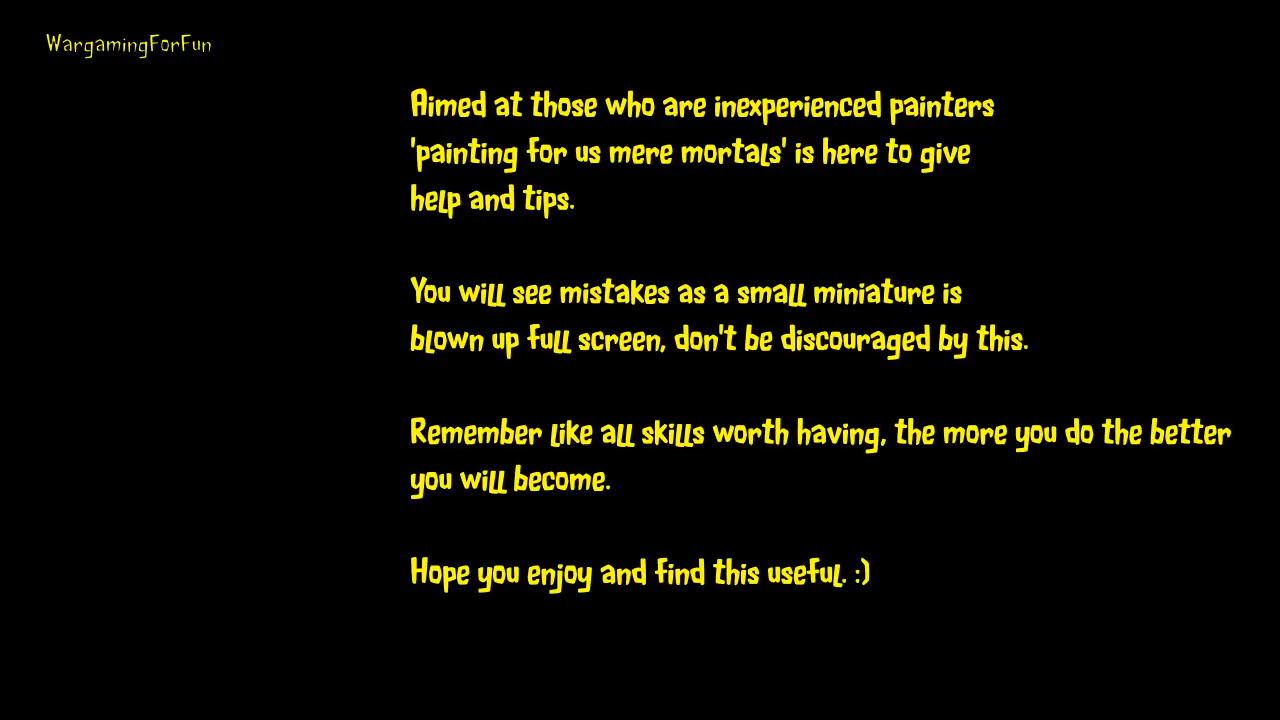 WargamingForFun
Aimed at those who are inexperienced painters
'painting for us mere mortals' is here to give
help and tips.
You will see mistakes as a small miniature is
blown up full screen, don't be discouraged by this.
Remember like all skills worth having, the more you do the better
you will become.
Hope you enjoy and find this useful. :)